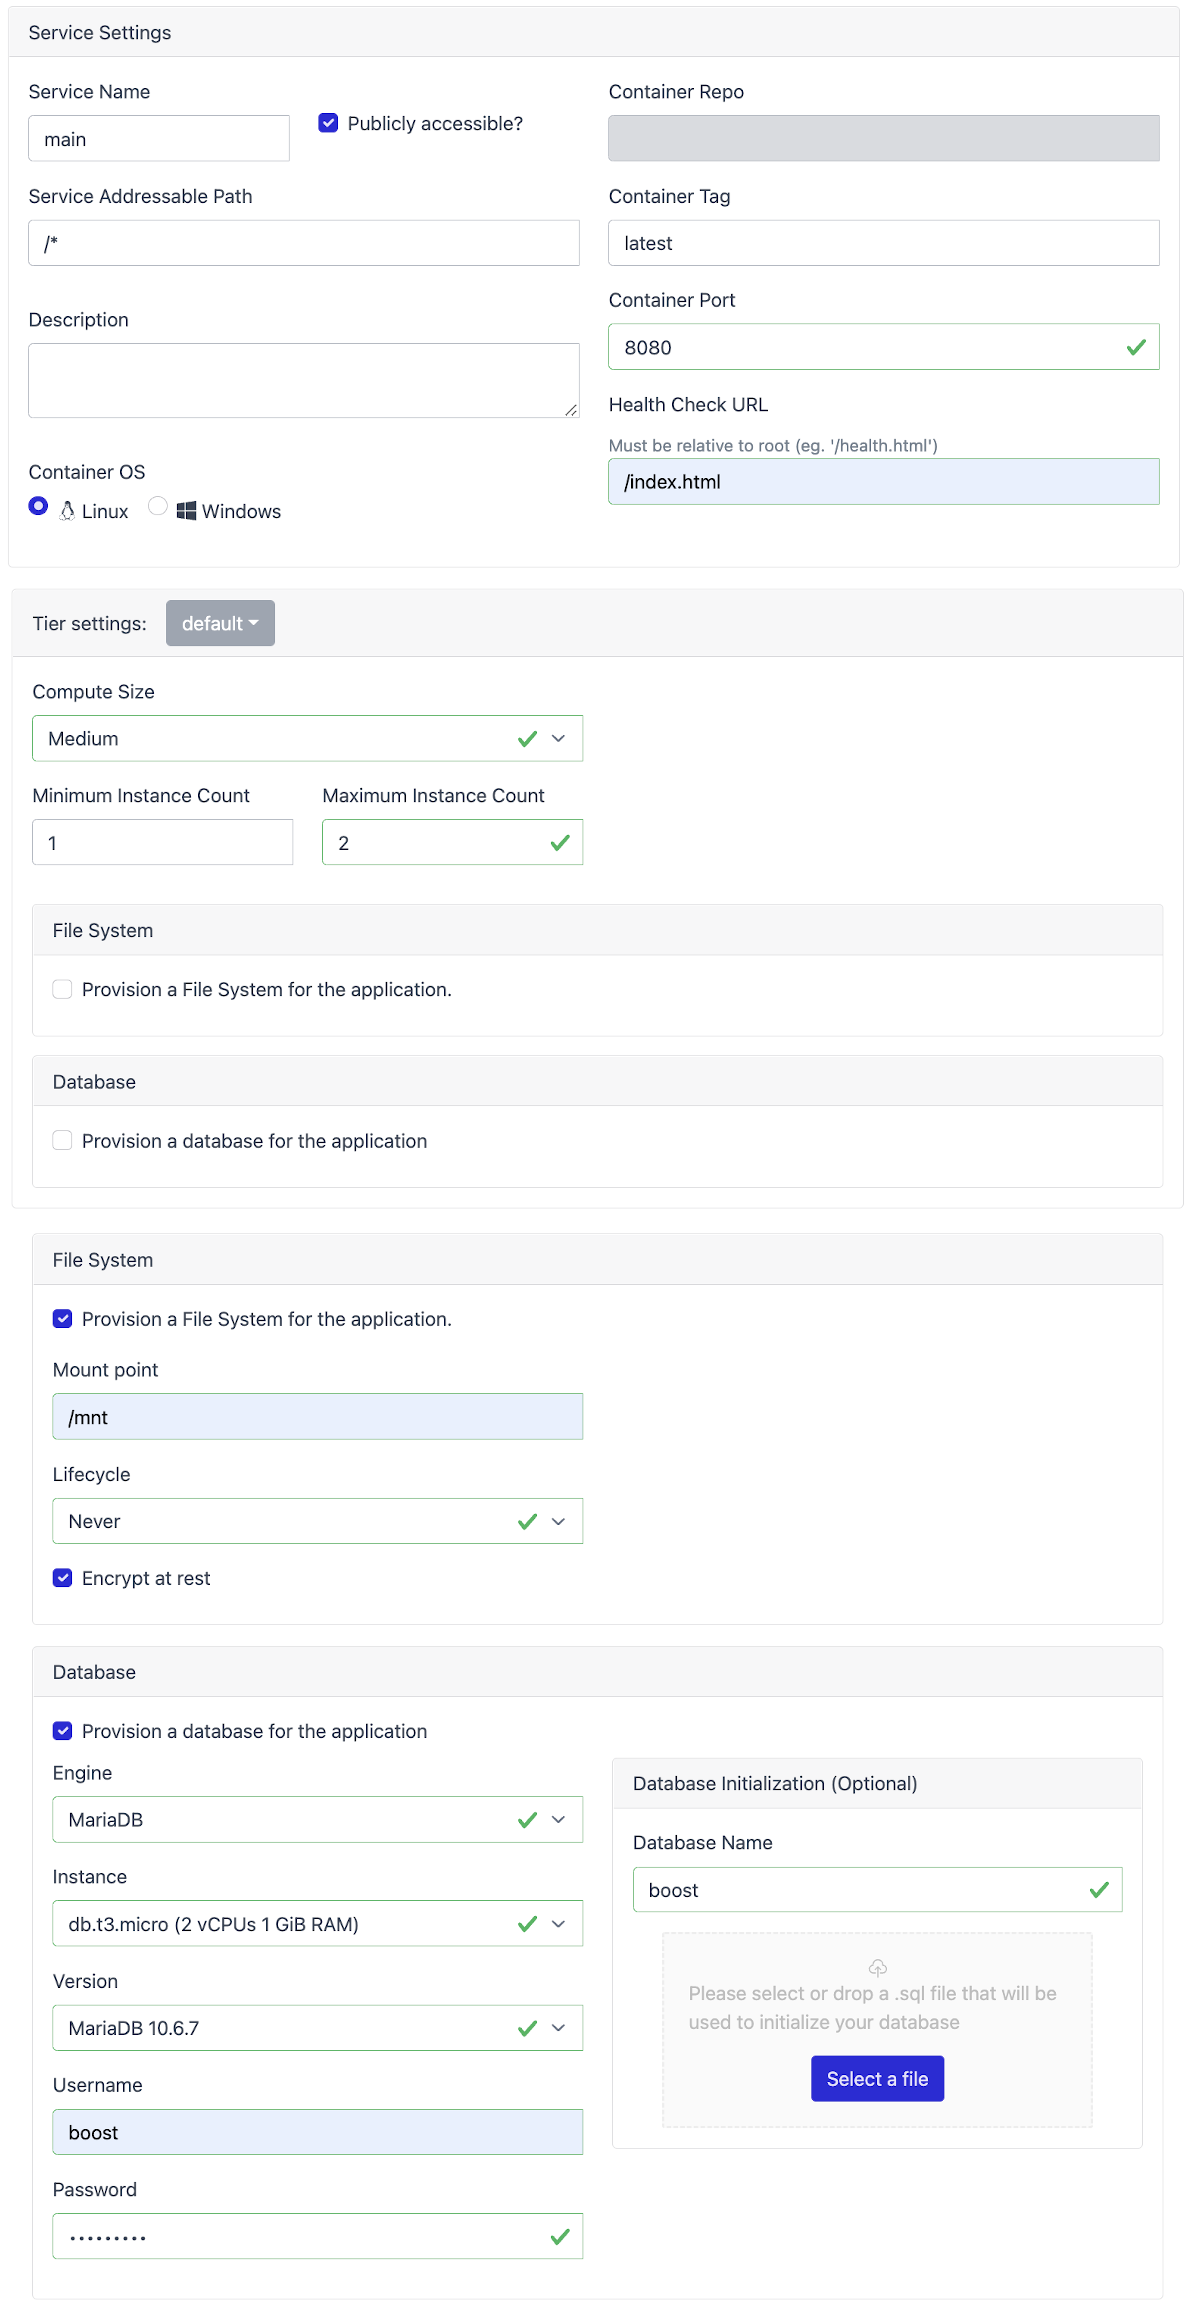 Service Settings
Service Name
main
Publicly accessible?
Service Addressable Path
/*
Description
Container OS
Linux
Windows
Container Repo
Container Tag
latest
Container Port
8080
Health Check URL
Must be relative to root (eg. '/health.html')
/index.html
Tier settings:
default
Compute Size
Medium
Minimum Instance Count
1
Maximum Instance Count
2
File System
Provision a File System for the application.
Database
Provision a database for the application
File System
Provision a File System for the application.
Mount point
/mnt
Lifecycle
Never
Encrypt at rest
Database
Provision a database for the application
Engine
MariaDB
Instance
db.t3.micro (2 vCPUs 1 GiB RAM)
Version
MariaDB 10.6.7
Username
boost
Password
•••••••••
Database Initialization (Optional)
Database Name
boost
Please select or drop a .sql file that will be
used to initialize your database
Select a file